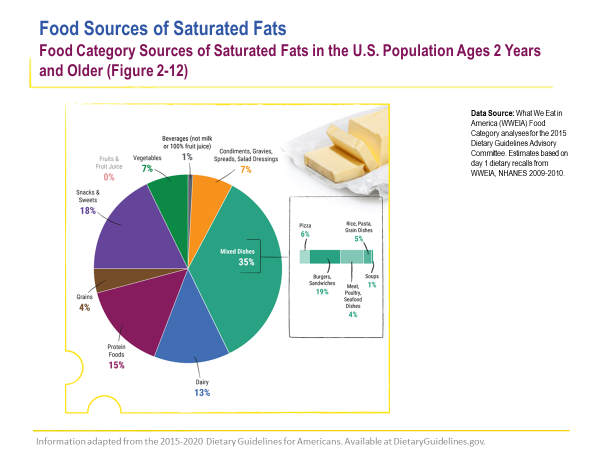 Food Sources of Saturated Fats
Food Category Sources of Saturated Fats in the U.S. Population Ages 2 Years
and Older (Figure 2-12)
Data Source: What We Eat in
America (WWEIA) Food
Category analyses for the 2015
Dietary Guidelines Advisory
Committee. Estimates based on
day 1 dietary recalls from
WWEIA, NHANES 2009-2010.
Beverages (not milk
or 100% fruit juice)
1%
Condiments, Gravies,
Spreads, Salad Dressings
7%
Vegetables
7%
Fruits &
Fruit Juice
0%
Snacks &
Sweets
18%
Mixed Dishes
35%
Pizza
6%
Rice, Pasta,
Grain Dishes
5%
Burgers,
Sandwiches
19%
Meat,
Poultry,
Seafood
Dishes
4%
Soups
1%
Grains
4%
Protein
Foods
15%
Dairy
13%
Information adapted from the 2015-2020 Dietary Guidelines for Americans. Available at DietaryGuidelines.gov.